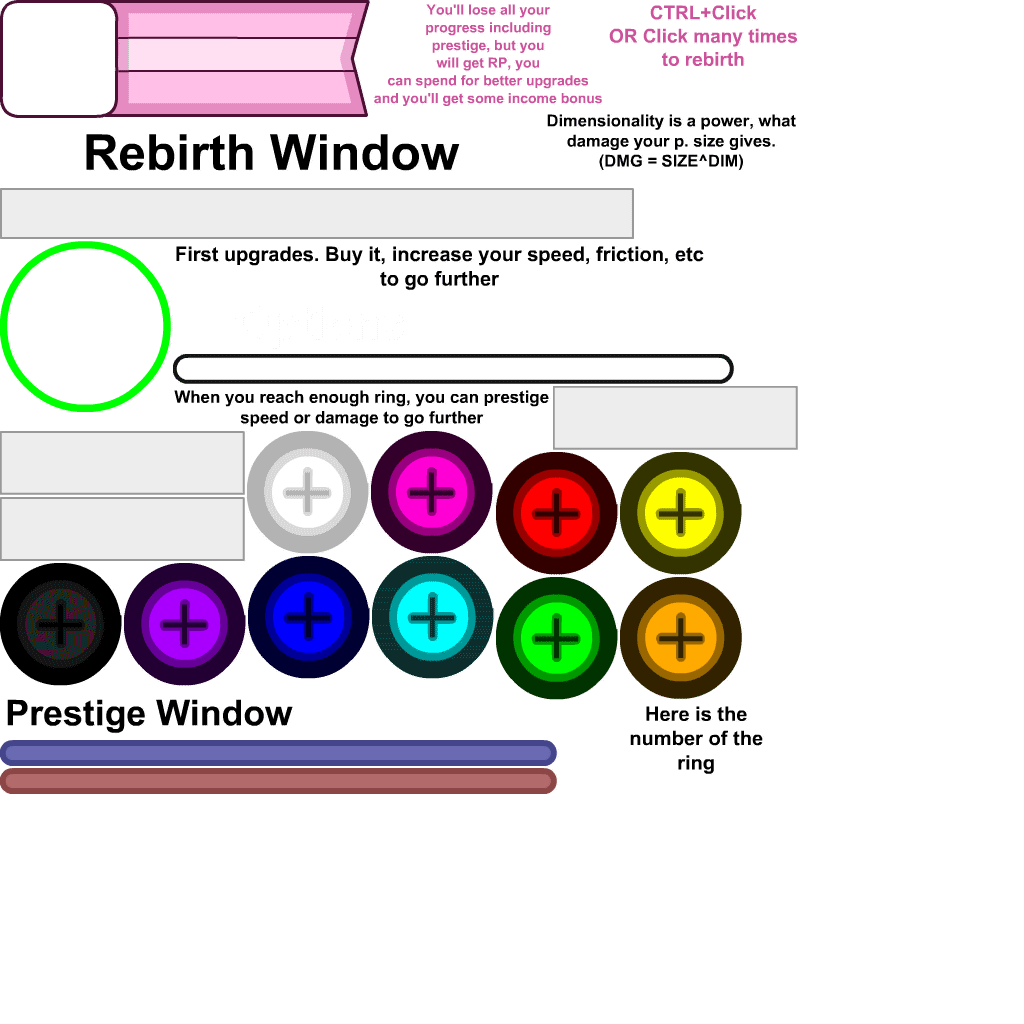 You'll lose all your
progress including
prestige, but you
will get RP, you
can spend for better upgrades
and you'll get some income bonus
CTRL+Click
OR Click many times
to rebirth
Dimensionality is a power, what
damage your p. size gives.
(DMG = SIZE^DIM)
Rebirth Window
First upgrades. Buy it, increase your speed, friction, etc
to go further
When you reach enough ring, you can prestige
speed or damage to go further
Prestige Window
Here is the
number of the
ring